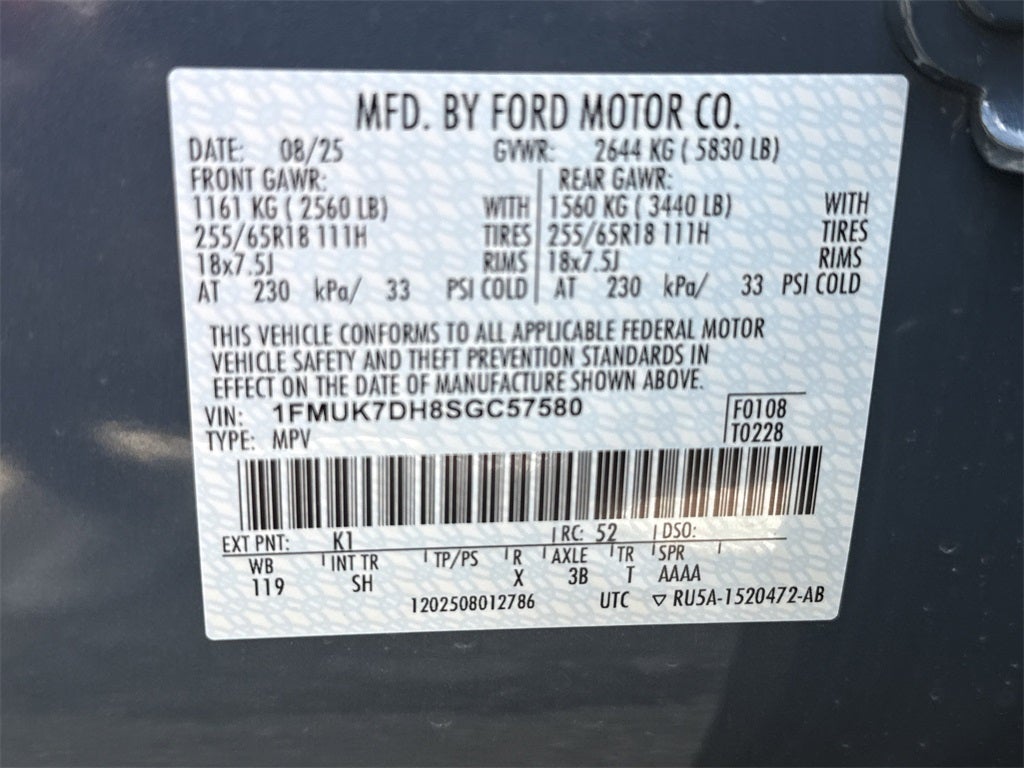 MFD. BY FORD MOTOR CO.
DATE: 08/25 GVWR: 2644 KG ( 5830 LB)
FRONT GAWR: REAR GAWR:
1161 KG ( 2560 LB) WITH 1560 KG ( 3440 LB) WITH
255/65R18 111H TIRES 255/65R18 111H TIRES
18x7.5J RIMS 18x7.5J RIMS
AT 230 kPa/ 33 PSI COLD AT 230 kPa/ 33 PSI COLD
THIS VEHICLE CONFORMS TO ALL APPLICABLE FEDERAL MOTOR
VEHICLE SAFETY AND THEFT PREVENTION STANDARDS IN
EFFECT ON THE DATE OF MANUFACTURE SHOWN ABOVE.
VIN: 1FMUK7DH8SGC57580 F0108
TYPE: MPV T0228
EXT PNT: K1 RC: 52 DSO:
WB INT TR TP/PS R AXLE TR SPR
119 SH X 3B T AAAA
1202508012786 UTC ▽ RU5A-1520472-AB